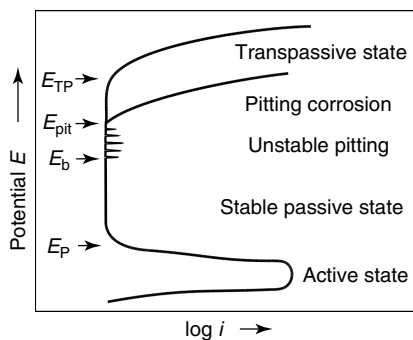 Transpassive state
E_TP
Pitting corrosion
E_pit
Unstable pitting
E_b
Stable passive state
E_P
Active state
Potential E
log i